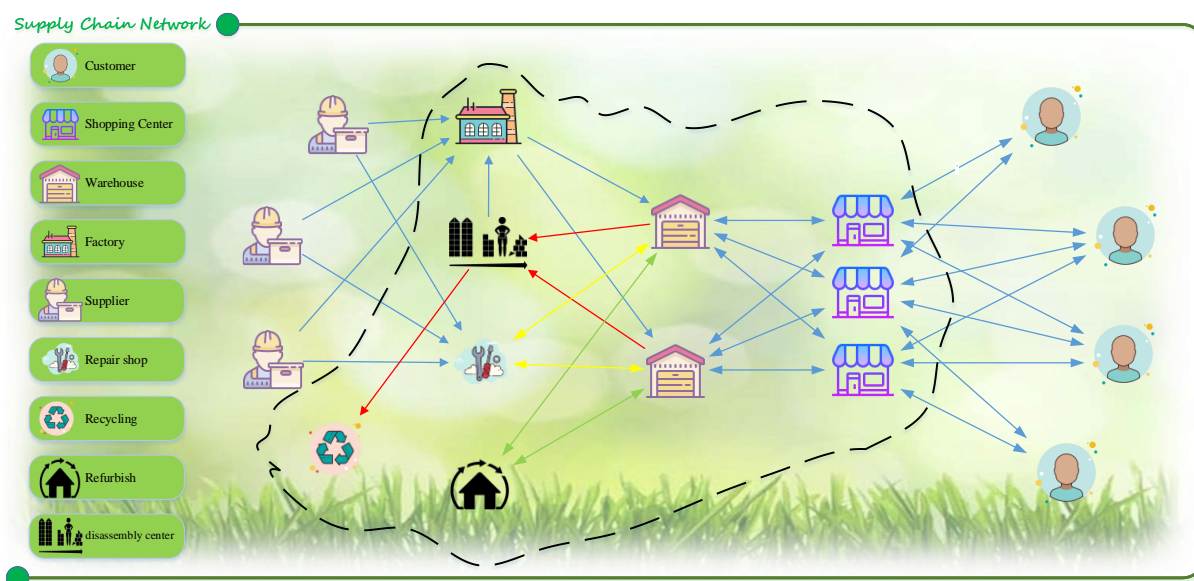 Supply Chain Network
Customer
Shopping Center
Warehouse
Factory
Supplier
Repair shop
Recycling
Refurbish
disassembly center